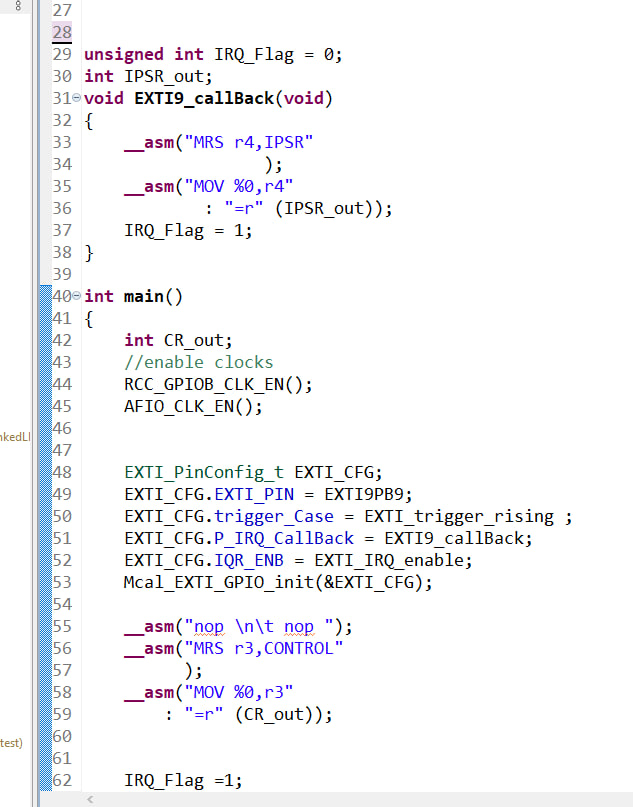 27
28
29 unsigned int IRQ_Flag = 0;
30 int IPSR_out;
31 void EXTI9_callBack(void)
32 {
33 __asm("MRS r4,IPSR"
34 );
35 __asm("MOV %0,r4"
36 : "=r" (IPSR_out));
37 IRQ_Flag = 1;
38 }
39
40 int main()
41 {
42 int CR_out;
43 //enable clocks
44 RCC_GPIOB_CLK_EN();
45 AFIO_CLK_EN();
46
nkedLI
47
48 EXTI_PinConfig_t EXTI_CFG;
49 EXTI_CFG.EXTI_PIN = EXTI9PB9;
50 EXTI_CFG.trigger_Case = EXTI_trigger_rising ;
51 EXTI_CFG.P_IRQ_CallBack = EXTI9_callBack;
52 EXTI_CFG.IQR_ENB = EXTI_IRQ_enable;
53 Mcal_EXTI_GPIO_init(&EXTI_CFG);
54
55 __asm("nop \n\t nop ");
56 __asm("MRS r3,CONTROL"
57 );
58 __asm("MOV %0,r3"
59 : "=r" (CR_out));
60
test)
61
62 IRQ_Flag =1;